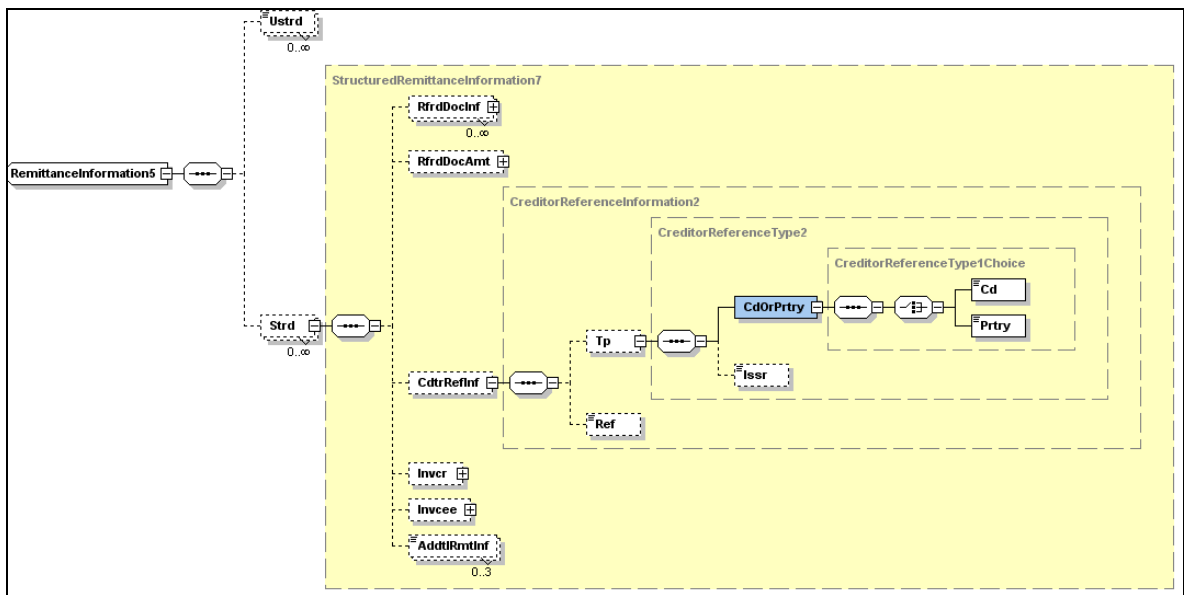 Ustrd
0..∞
StructuredRemittanceInformation7
RfrdDocInf
0..∞
RfrdDocAmt
RemittanceInformation5
CreditorReferenceInformation2
CreditorReferenceType2
CreditorReferenceType1Choice
CdOrPrtry
Cd
Prtry
Strd
0..∞
Tp
Issr
CdtrRefInf
Ref
Invcr
Invcee
AddtlRmtInf
0..3